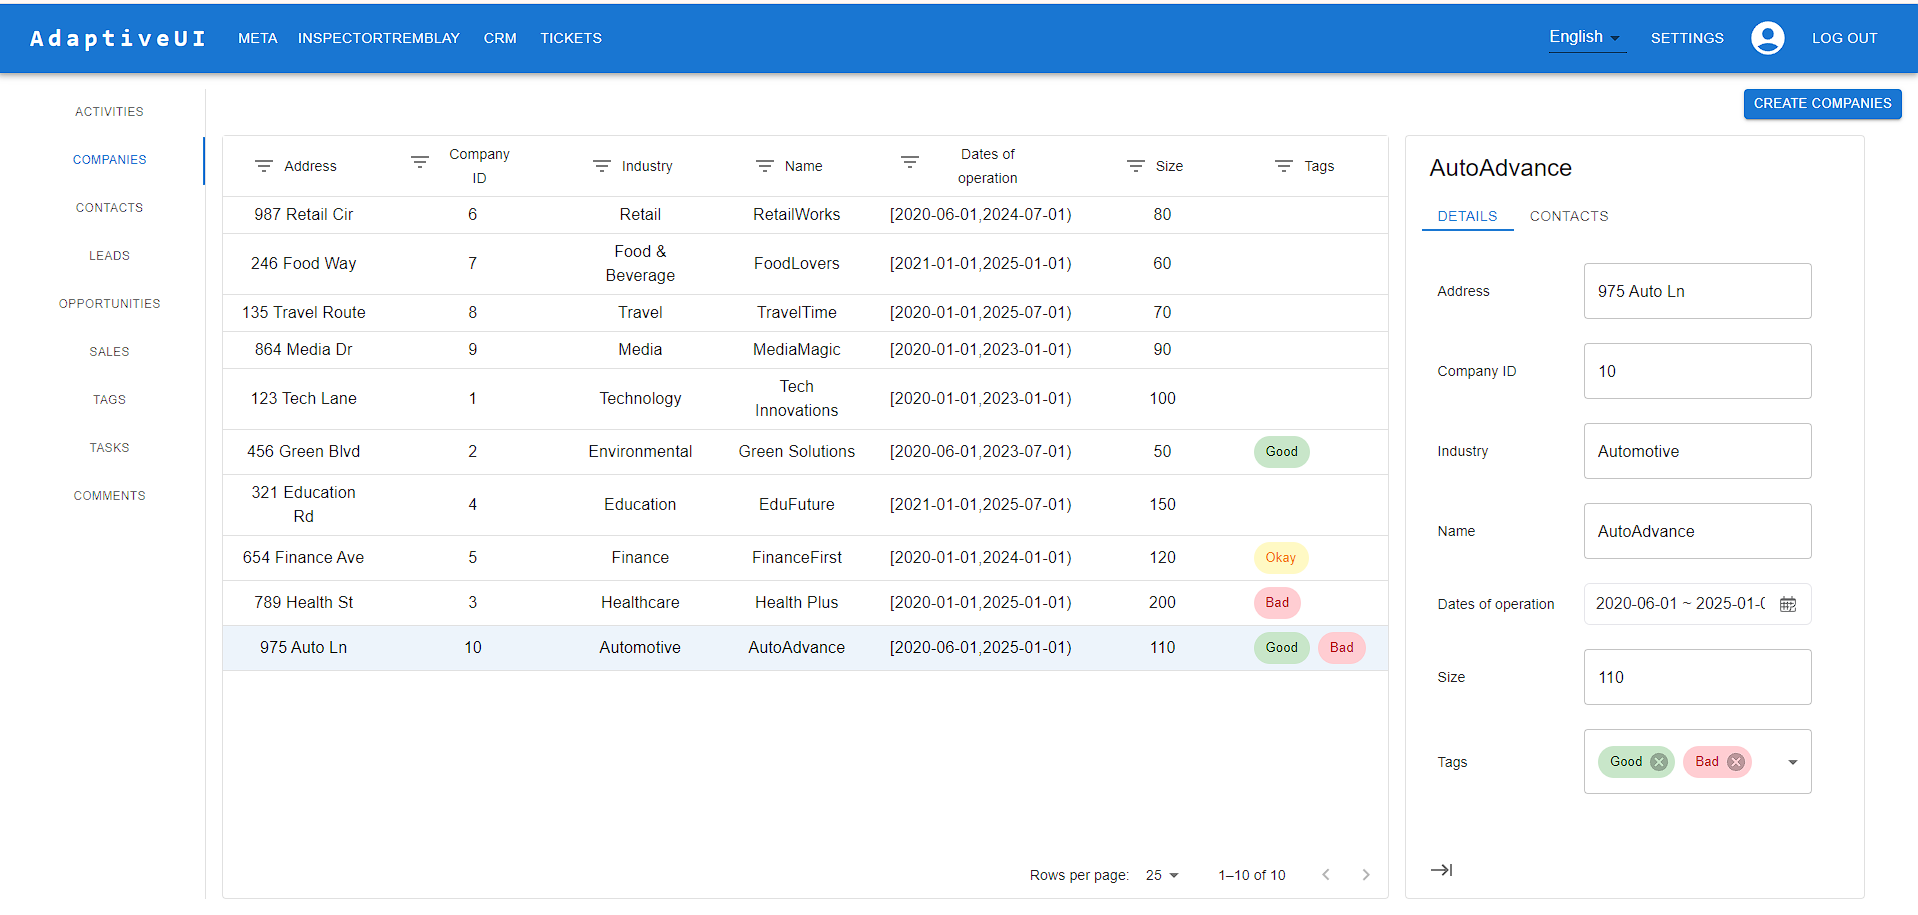 AdaptiveUI META INSPECTORTREMBLAY CRM TICKETS English SETTINGS LOG OUT
CREATE COMPANIES
ACTIVITIES
COMPANIES
CONTACTS
LEADS
OPPORTUNITIES
SALES
TAGS
TASKS
COMMENTS
Address Company ID Industry Name Dates of operation Size Tags
987 Retail Cir 6 Retail RetailWorks [2020-06-01,2024-07-01) 80
246 Food Way 7 Food & Beverage FoodLovers [2021-01-01,2025-01-01) 60
135 Travel Route 8 Travel TravelTime [2020-01-01,2025-07-01) 70
864 Media Dr 9 Media MediaMagic [2020-01-01,2023-01-01) 90
123 Tech Lane 1 Technology Tech Innovations [2020-01-01,2023-01-01) 100
456 Green Blvd 2 Environmental Green Solutions [2020-06-01,2023-07-01) 50 Good
321 Education Rd 4 Education EduFuture [2021-01-01,2025-07-01) 150
654 Finance Ave 5 Finance FinanceFirst [2020-01-01,2024-01-01) 120 Okay
789 Health St 3 Healthcare Health Plus [2020-01-01,2025-01-01) 200 Bad
975 Auto Ln 10 Automotive AutoAdvance [2020-06-01,2025-01-01) 110 Good Bad
Rows per page: 25 1–10 of 10
AutoAdvance
DETAILS CONTACTS
Address 975 Auto Ln
Company ID 10
Industry Automotive
Name AutoAdvance
Dates of operation 2020-06-01 ~ 2025-01-0
Size 110
Tags Good Bad